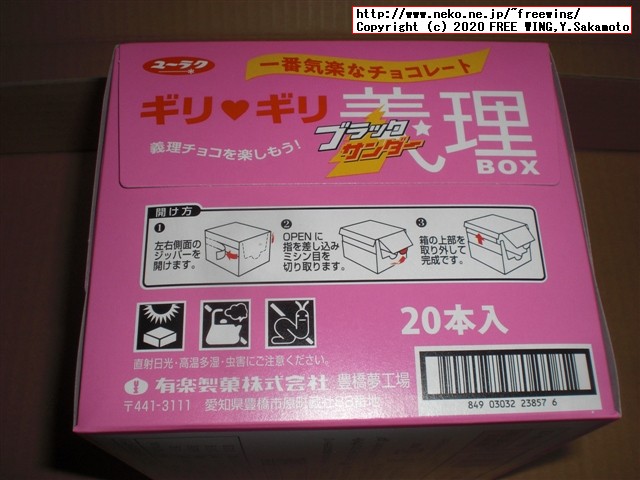 http://www.neko.ne.jp/~freewing/
Copyright (c) 2020 FREE WING,Y.Sakamoto
ユーラク
一番気楽なチョコレート
ギリ♥ギリ
義理チョコを楽しもう!
義理
ブラック
サンダー
BOX
開け方
❶
左右側面の
ジッパーを
開けます。
❷
OPENに
指を差し込み
ミシン目を
切り取ります。
❸
箱の上部を
取り外して
完成です。
20本入
直射日光・高温多湿・虫害にご注意ください。
有楽製菓株式会社 豊橋夢工場
〒441-3111 愛知県豊橋市原町
849 03032 23857 6